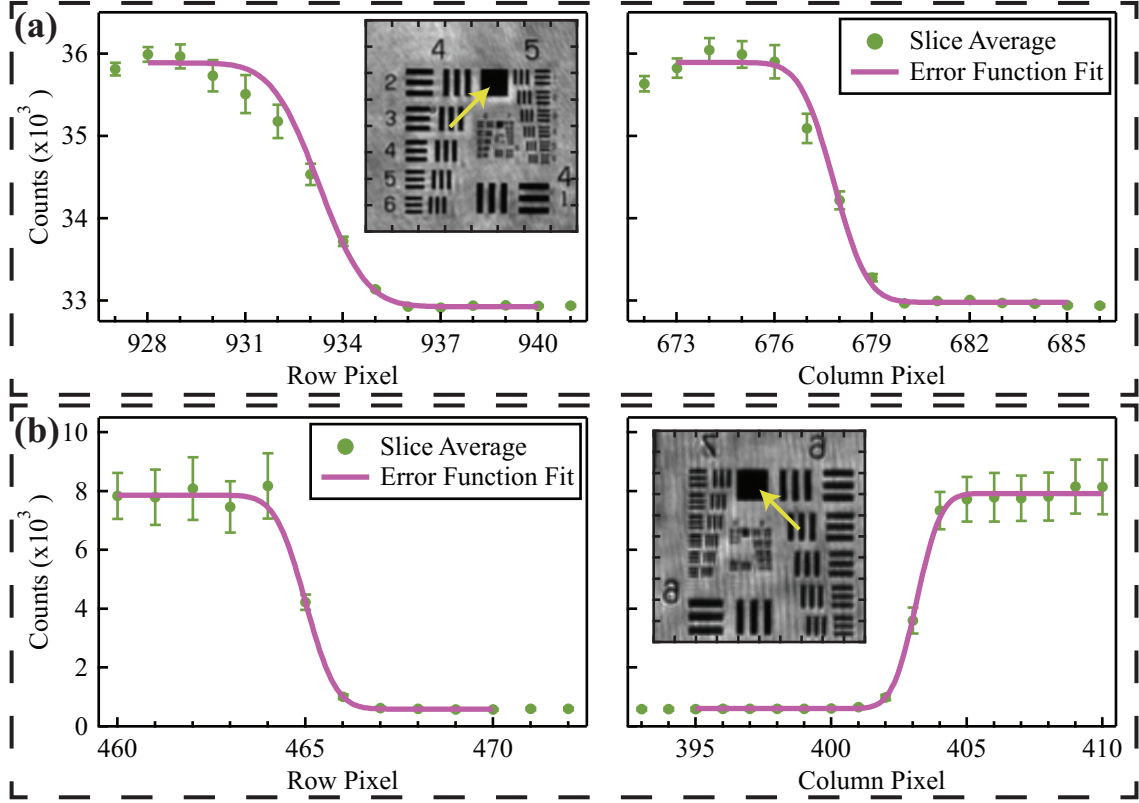 (a)
Counts (x10³)
36
35
34
33
928 931 934 937 940
Row Pixel
4 5
2
3
4
5
6
4
1
Slice Average
Error Function Fit
673 676 679 682 685
Column Pixel
(b)
Counts (x10³)
10
8
6
4
2
0
Slice Average
Error Function Fit
460 465 470
Row Pixel
395 400 405 410
Column Pixel